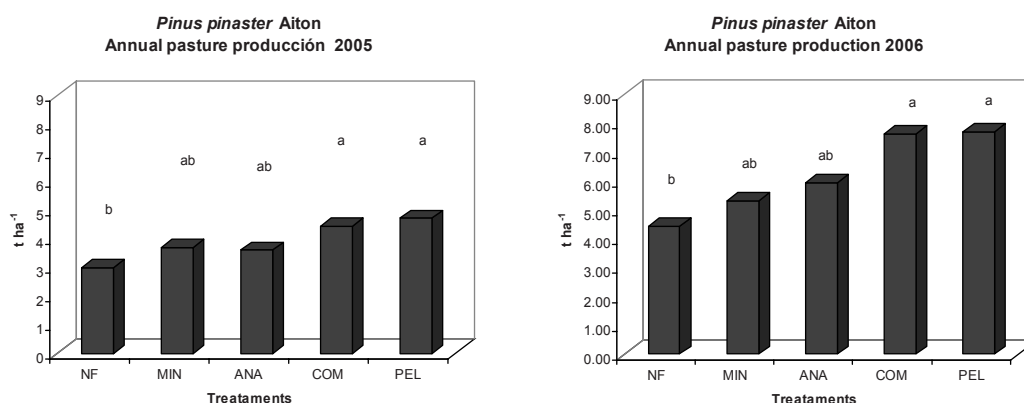 Pinus pinaster Aiton
Annual pasture producción 2005
9
8
7
6
5
4
3
2
1
0
t ha-1
b
ab
ab
a
a
NF MIN ANA COM PEL
Treataments
Pinus pinaster Aiton
Annual pasture production 2006
9.00
8.00
7.00
6.00
5.00
4.00
3.00
2.00
1.00
0.00
t ha-1
b
ab
ab
a
a
NF MIN ANA COM PEL
Treataments